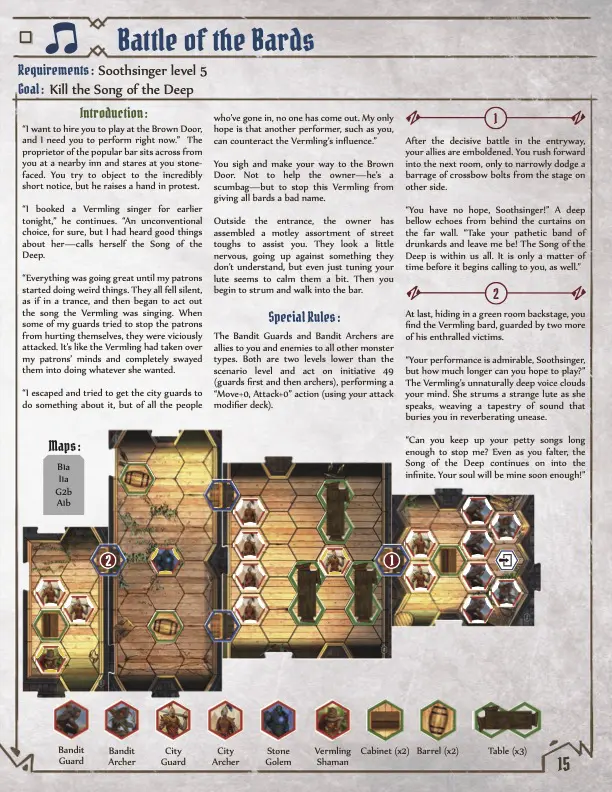 Battle of the Bards
Requirements: Soothsinger level 5
Goal: Kill the Song of the Deep
Introduction:
"I want to hire you to play at the Brown Door,
and I need you to perform right now." The
proprietor of the popular bar sits across from
you at a nearby inn and stares at you stone-
faced. You try to object to the incredibly
short notice, but he raises a hand in protest.
"I booked a Vermling singer for earlier
tonight," he continues. "An unconventional
choice, for sure, but I had heard good things
about her—calls herself the Song of the
Deep.
"Everything was going great until my patrons
started doing weird things. They all fell silent,
as if in a trance, and then began to act out
the song the Vermling was singing. When
some of my guards tried to stop the patrons
from hurting themselves, they were viciously
attacked. It's like the Vermling had taken over
my patrons' minds and completely swayed
them into doing whatever she wanted.
"I escaped and tried to get the city guards to
do something about it, but of all the people
who've gone in, no one has come out. My only
hope is that another performer, such as you,
can counteract the Vermling's influence."
You sigh and make your way to the Brown
Door. Not to help the owner—he's a
scumbag—but to stop this Vermling from
giving all bards a bad name.
Outside the entrance, the owner has
assembled a motley assortment of street
toughs to assist you. They look a little
nervous, going up against something they
don't understand, but even just tuning your
lute seems to calm them a bit. Then you
begin to strum and walk into the bar.
Special Rules:
The Bandit Guards and Bandit Archers are
allies to you and enemies to all other monster
types. Both are two levels lower than the
scenario level and act on initiative 49
(guards first and then archers), performing a
"Move+0, Attack+0" action (using your attack
modifier deck).
1
After the decisive battle in the entryway,
your allies are emboldened. You rush forward
into the next room, only to narrowly dodge a
barrage of crossbow bolts from the stage on
other side.
"You have no hope, Soothsinger!" A deep
bellow echoes from behind the curtains on
the far wall. "Take your pathetic band of
drunkards and leave me be! The Song of the
Deep is within us all. It is only a matter of
time before it begins calling to you, as well."
2
At last, hiding in a green room backstage, you
find the Vermling bard, guarded by two more
of his enthralled victims.
"Your performance is admirable, Soothsinger,
but how much longer can you hope to play?"
The Vermling's unnaturally deep voice clouds
your mind. She strums a strange lute as she
speaks, weaving a tapestry of sound that
buries you in reverberating unease.
"Can you keep up your petty songs long
enough to stop me? Even as you falter, the
Song of the Deep continues on into the
infinite. Your soul will be mine soon enough!"
Maps:
B1a
I1a
G2b
A1b
2
1
Bandit
Guard
Bandit
Archer
City
Guard
City
Archer
Stone
Golem
Vermling
Shaman
Cabinet (x2)
Barrel (x2)
Table (x3)
15